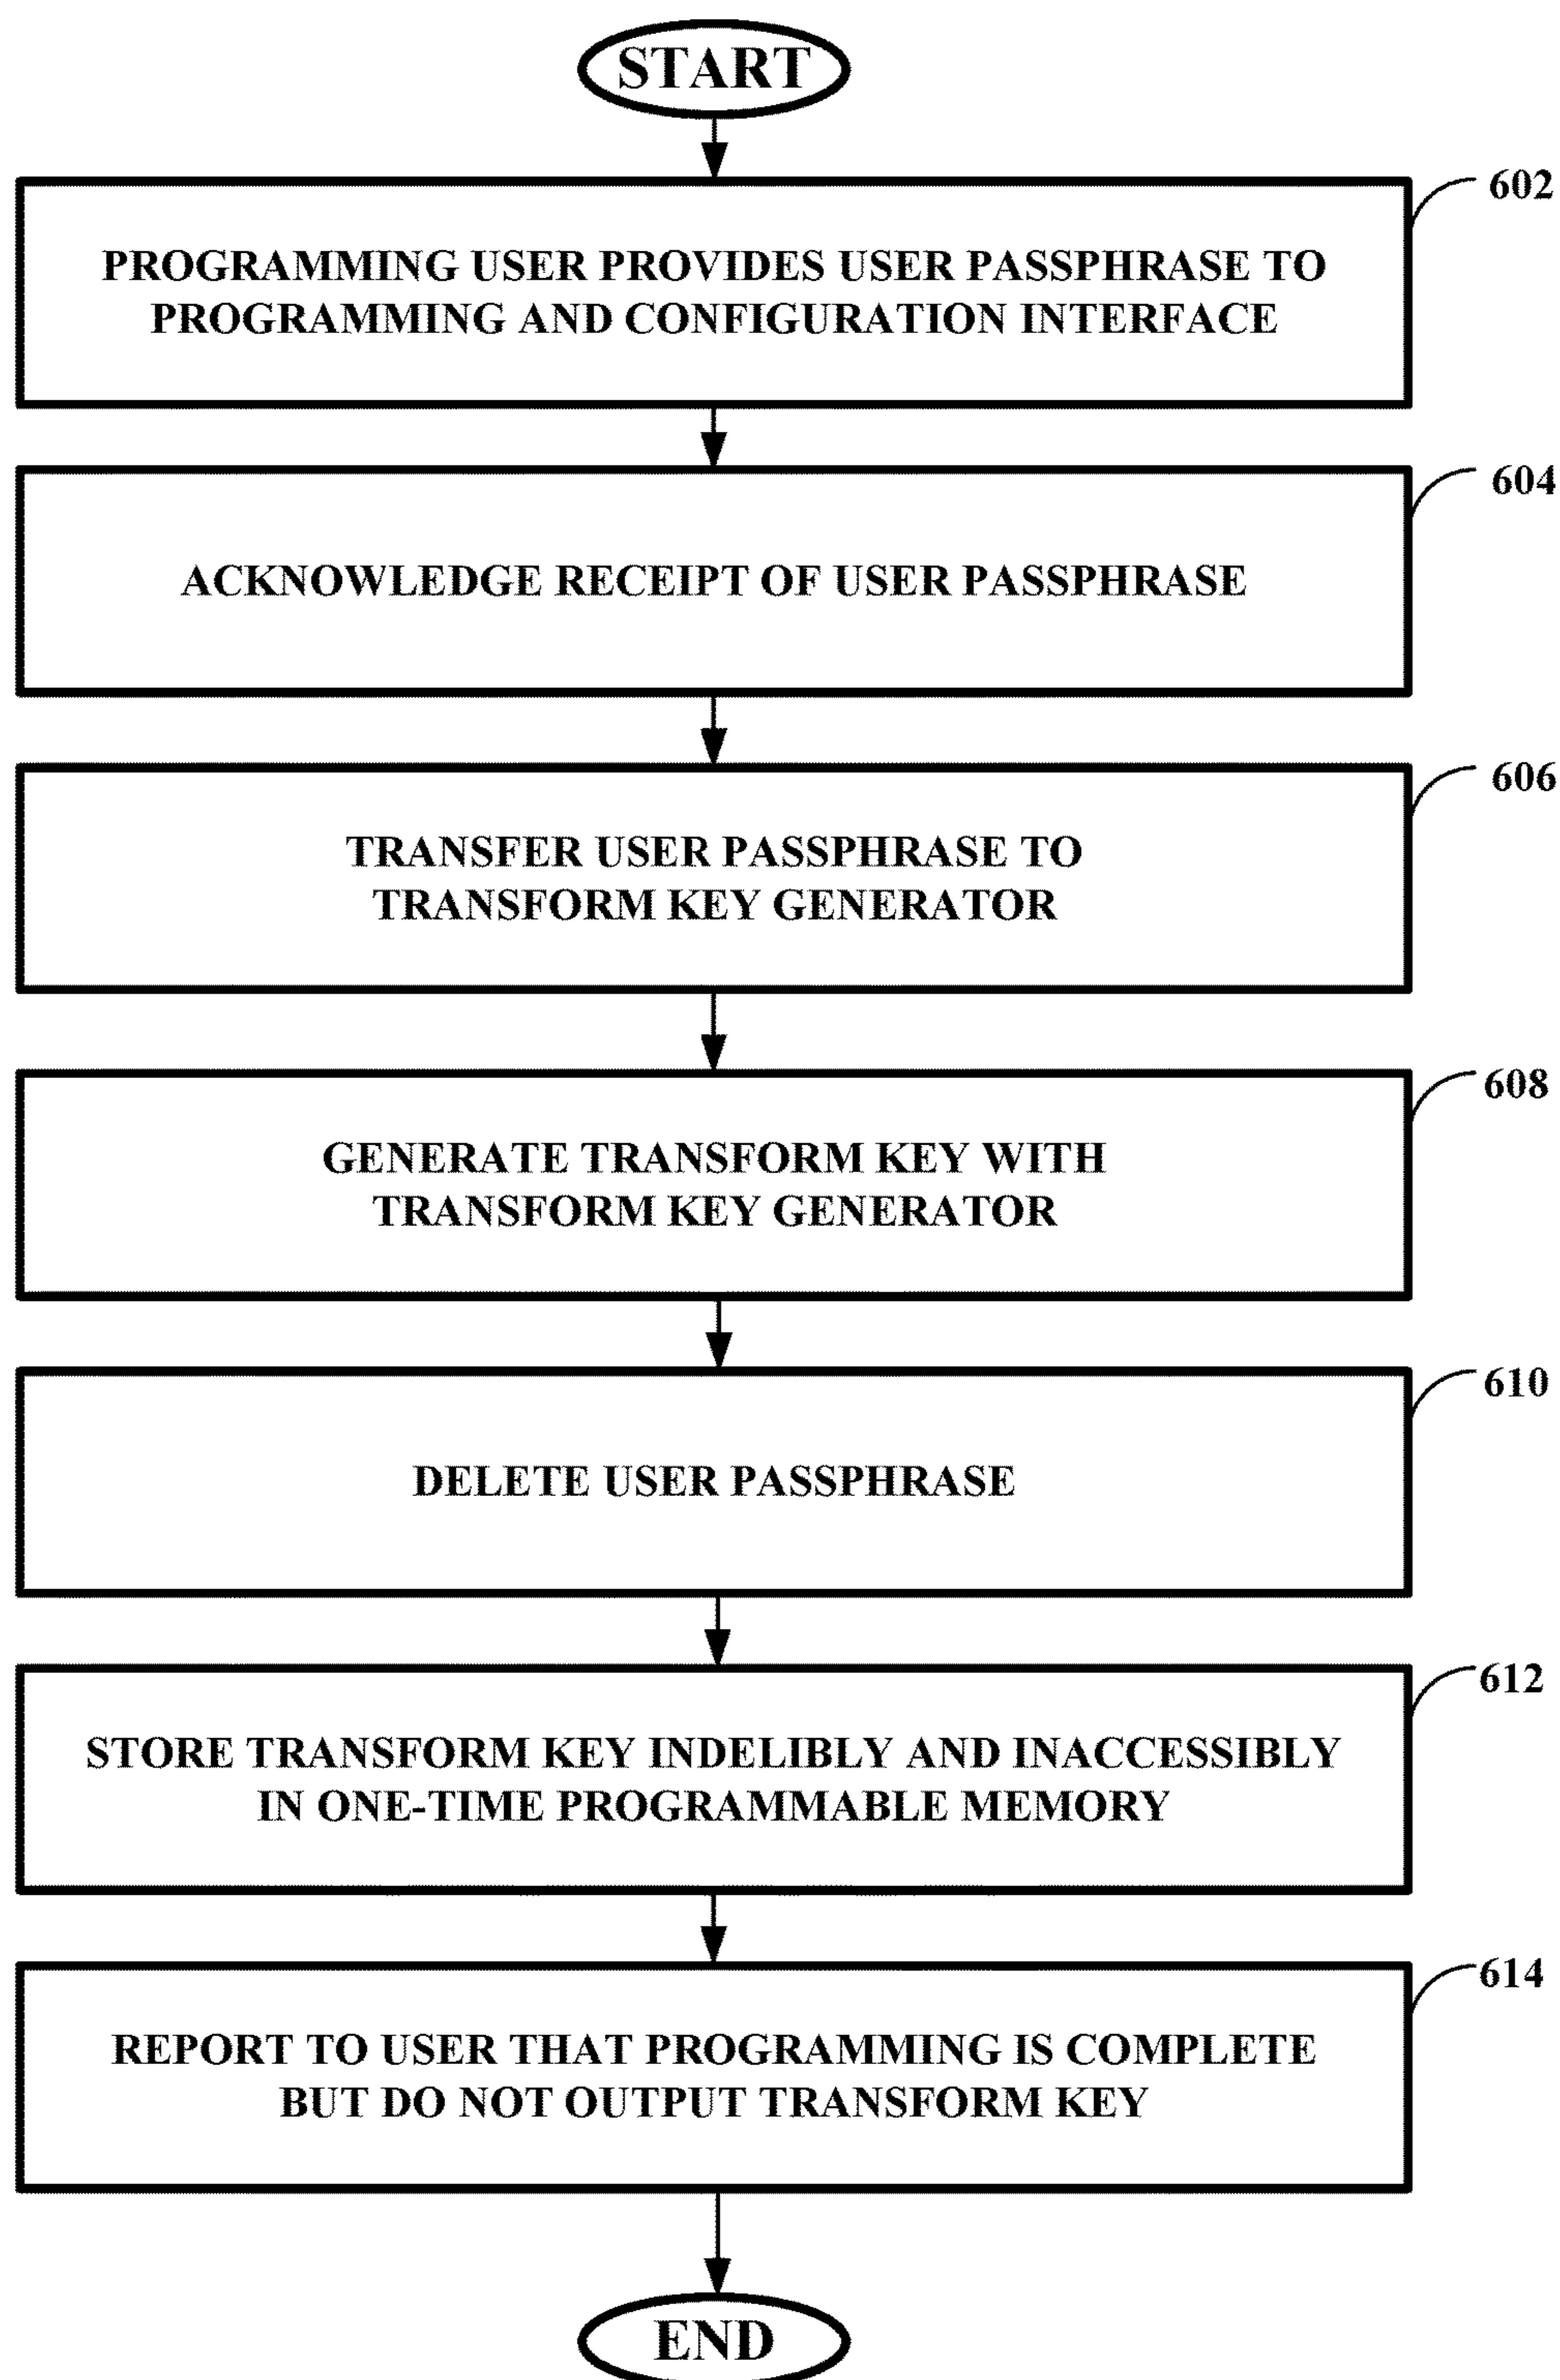 START
602
PROGRAMMING USER PROVIDES USER PASSPHRASE TO
PROGRAMMING AND CONFIGURATION INTERFACE
604
ACKNOWLEDGE RECEIPT OF USER PASSPHRASE
606
TRANSFER USER PASSPHRASE TO
TRANSFORM KEY GENERATOR
608
GENERATE TRANSFORM KEY WITH
TRANSFORM KEY GENERATOR
610
DELETE USER PASSPHRASE
612
STORE TRANSFORM KEY INDELIBLY AND INACCESSIBLY
IN ONE-TIME PROGRAMMABLE MEMORY
614
REPORT TO USER THAT PROGRAMMING IS COMPLETE
BUT DO NOT OUTPUT TRANSFORM KEY
END